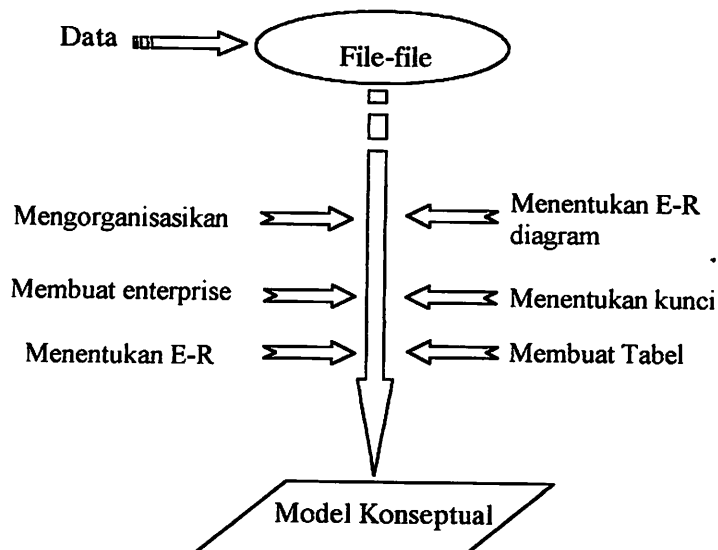 Data
File-file
Mengorganisasikan
Menentukan E-R
diagram
Membuat enterprise
Menentukan kunci
Menentukan E-R
Membuat Tabel
Model Konseptual